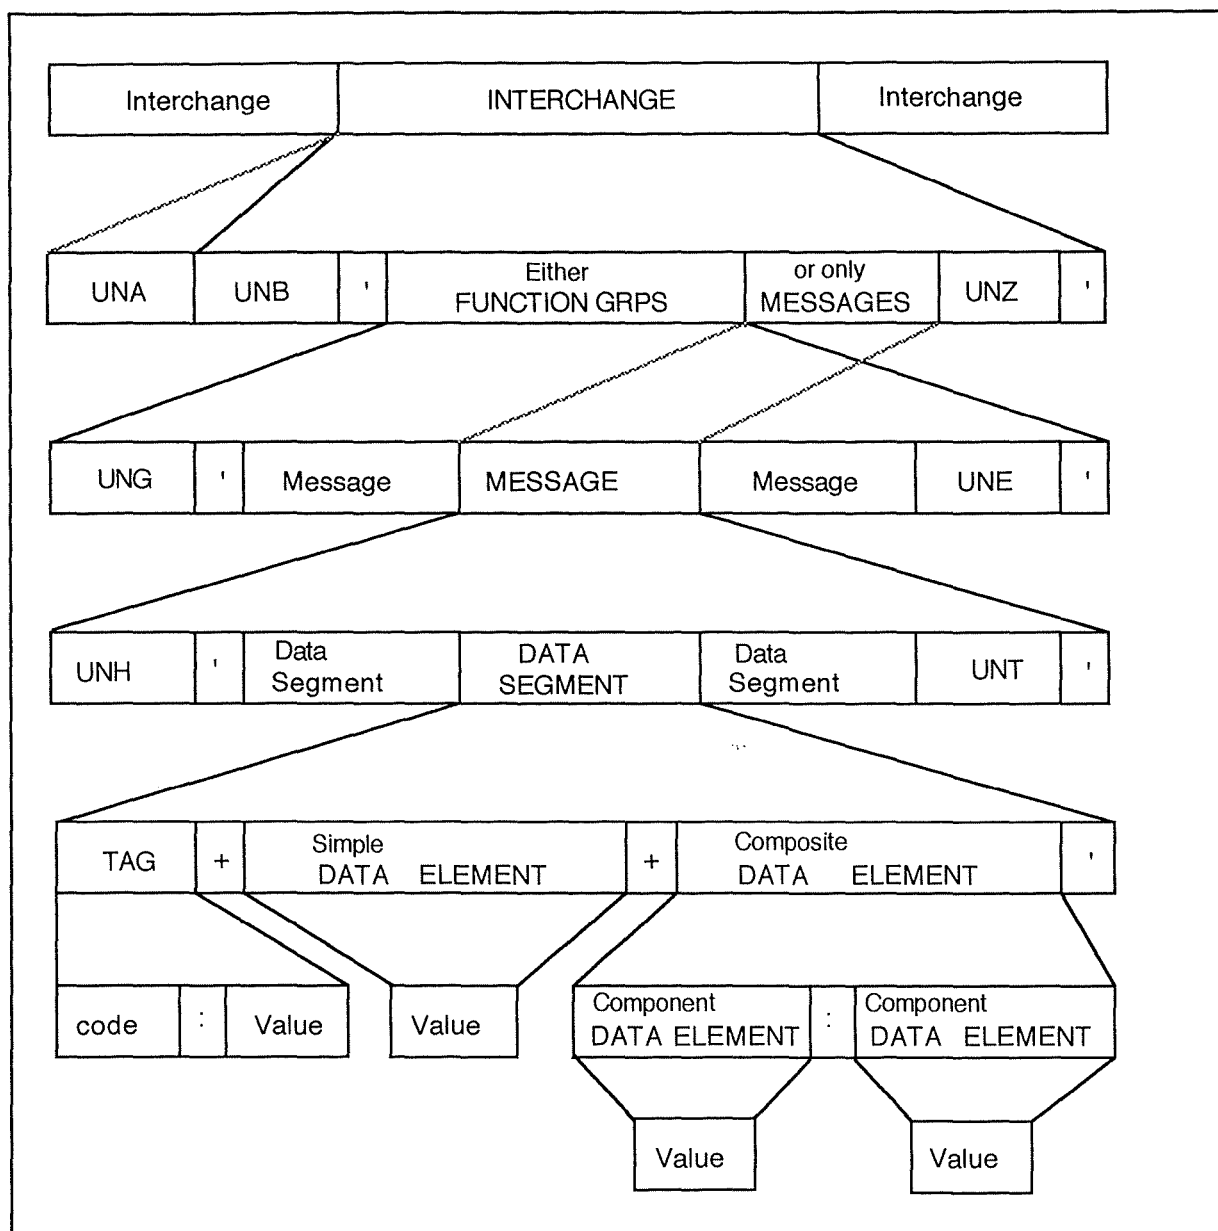 Interchange INTERCHANGE Interchange
UNA UNB ' Either FUNCTION GRPS or only MESSAGES UNZ '
UNG ' Message MESSAGE Message UNE '
UNH ' Data Segment DATA SEGMENT Data Segment UNT '
TAG + Simple DATA ELEMENT + Composite DATA ELEMENT '
code : Value Value Component DATA ELEMENT : Component DATA ELEMENT
Value Value